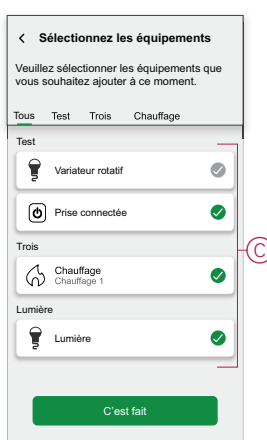 Sélectionnez les équipements
Veuillez sélectionner les équipements que
vous souhaitez ajouter à ce moment.
Tous Test Trois Chauffage
Test
Variateur rotatif
Prise connectée
Trois
Chauffage
Chauffage 1
Lumière
Lumière
C'est fait
C